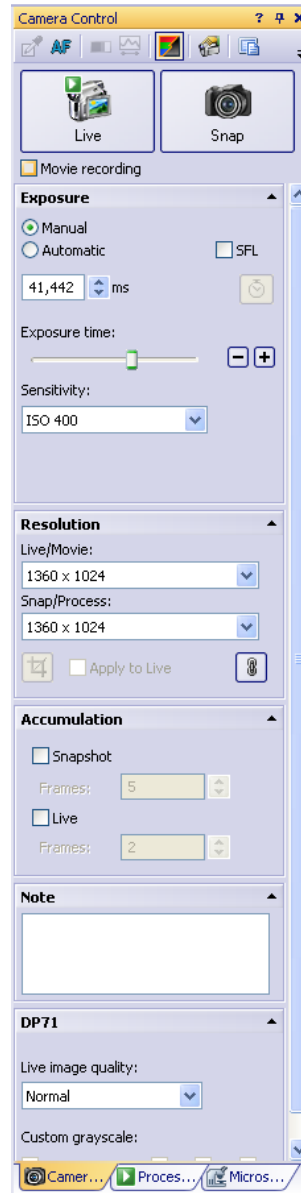 Camera Control
AF
Live Snap
Movie recording
Exposure
Manual
Automatic SFL
41,442 ms
Exposure time:
Sensitivity:
ISO 400
Resolution
Live/Movie:
1360 x 1024
Snap/Process:
1360 x 1024
Apply to Live
Accumulation
Snapshot
Frames: 5
Live
Frames: 2
Note
DP71
Live image quality:
Normal
Custom grayscale:
Camer... Proces... Micros...